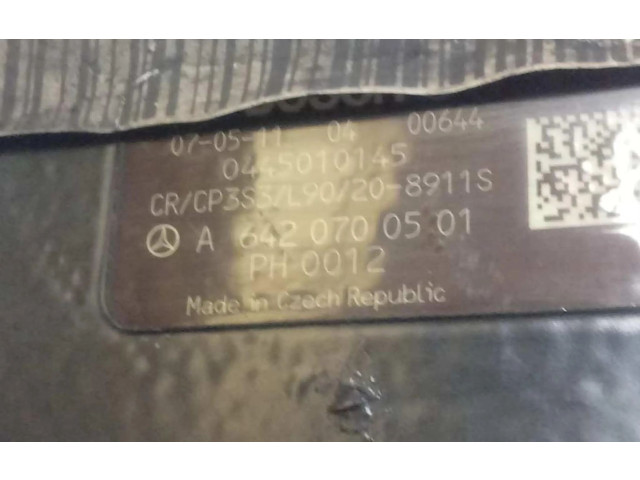 07-05-11 04 00644
0445010145
CR/CP3S3/L90/20-8911S
A 642 070 05 01
PH 0012
Made in Czech Republic